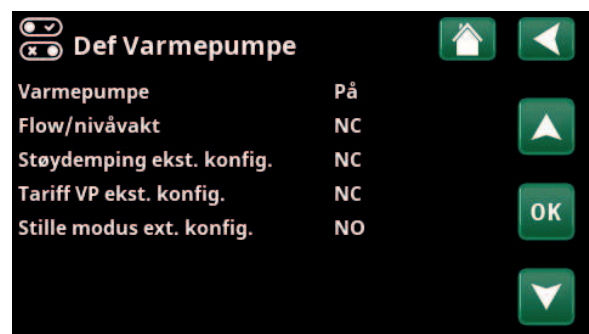 Def Varmepumpe
Varmepumpe På
Flow/nivåvakt NC
Støydemping ekst. konfig. NC
Tariff VP ekst. konfig. NC
Stille modus ext. konfig. NO
OK